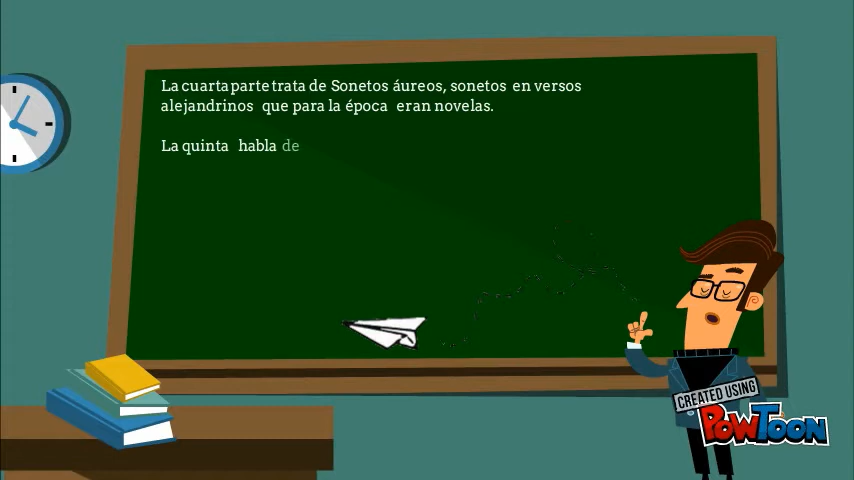 La cuarta parte trata de Sonetos áureos, sonetos en versos
alejandrinos que para la época eran novelas.
La quinta habla de
CREATED USING
POWTOON